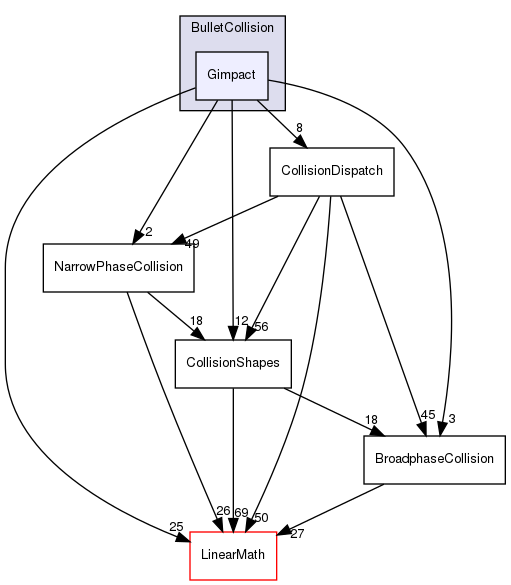 BulletCollision
Gimpact
8
CollisionDispatch
2
49
NarrowPhaseCollision
18
12
56
CollisionShapes
18
45
3
BroadphaseCollision
25
26
69
50
27
LinearMath